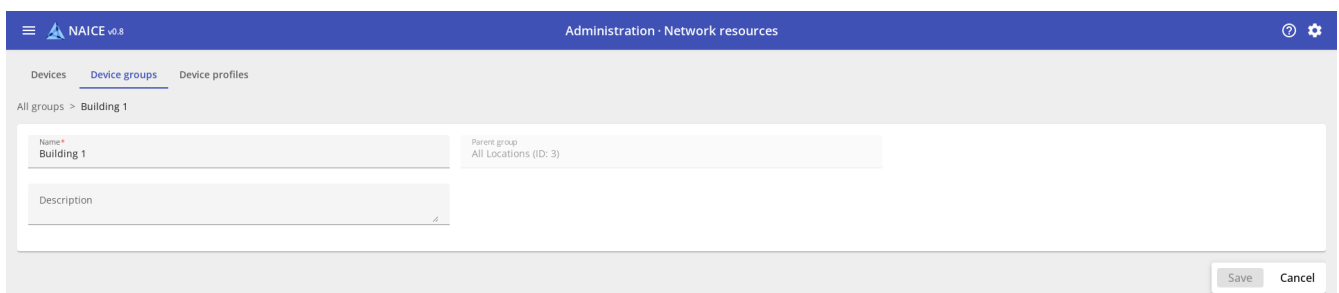 NAICE v0.8
Administration · Network resources
Devices
Device groups
Device profiles
All groups > Building 1
Name*
Building 1
Parent group
All Locations (ID: 3)
Description
Save
Cancel